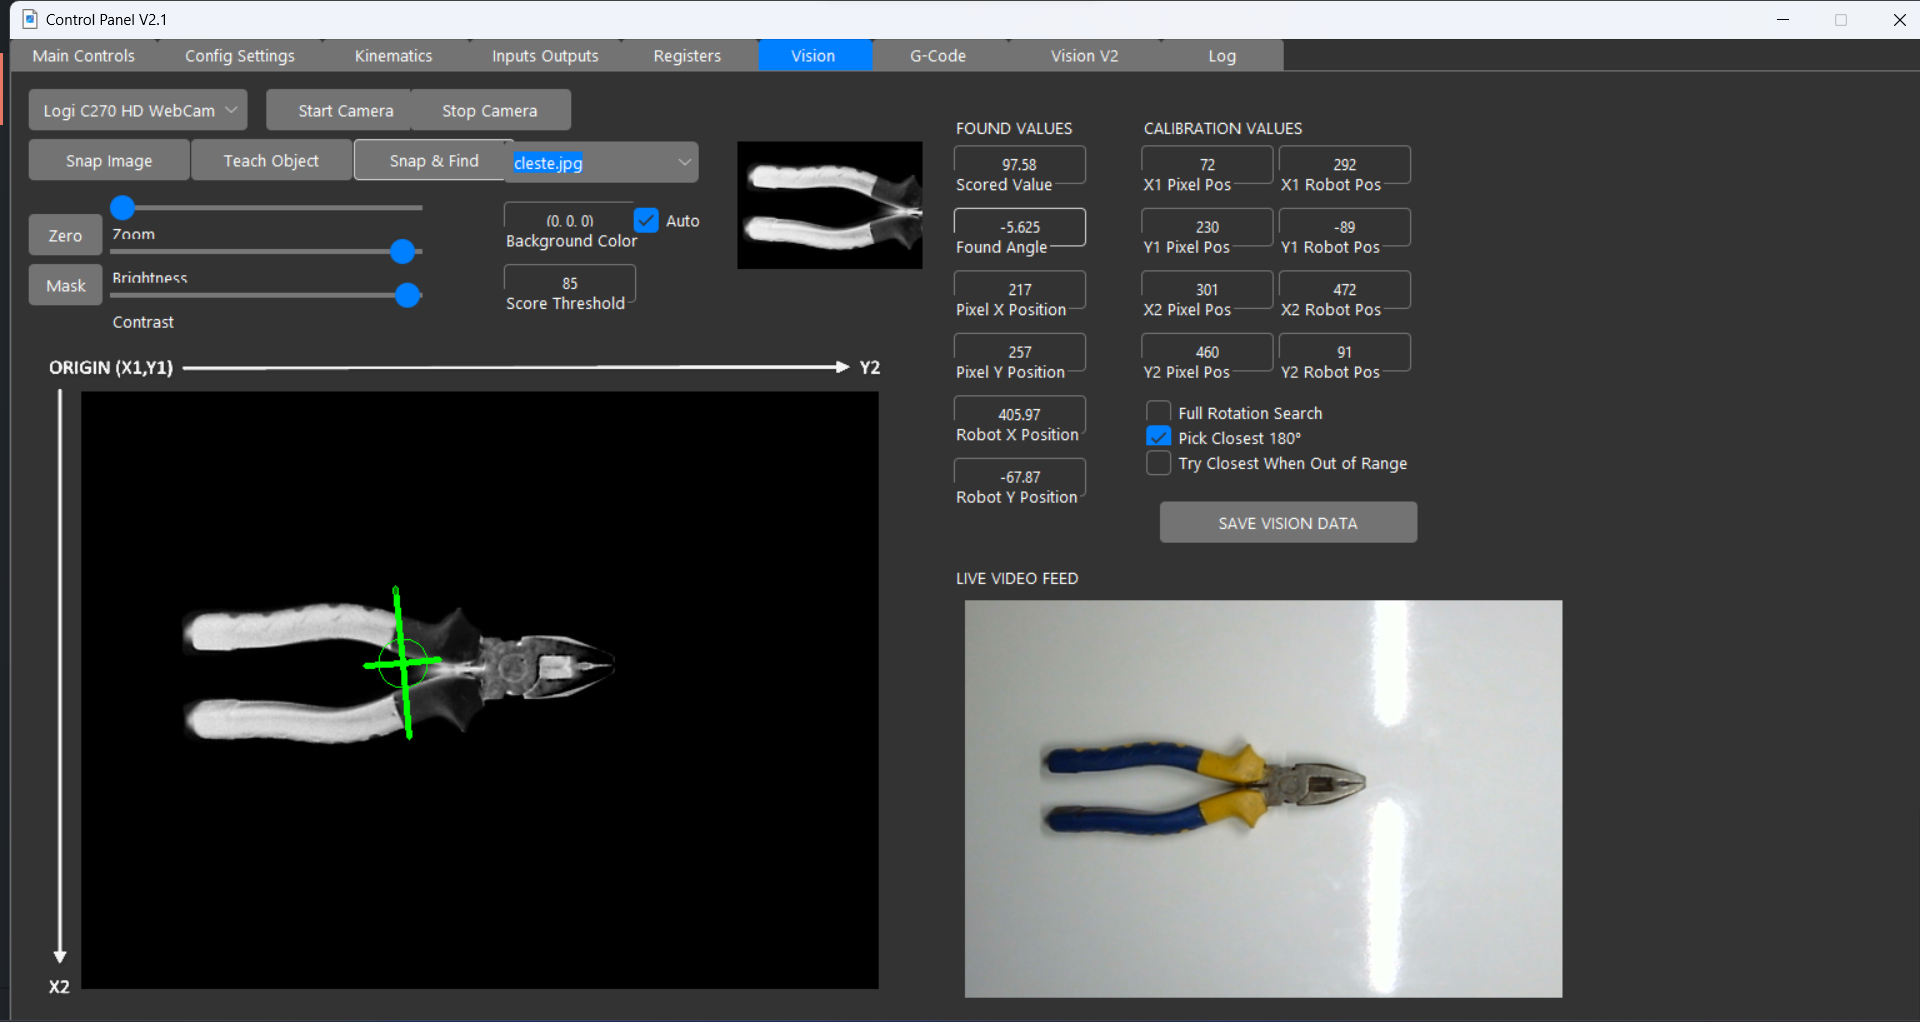 Control Panel V2.1
Main Controls Config Settings Kinematics Inputs Outputs Registers Vision G-Code Vision V2 Log
Logi C270 HD WebCam Start Camera Stop Camera
Snap Image Teach Object Snap & Find cleste.jpg
Zero
Mask
Zoom
Brightness
Contrast
(0, 0, 0) Auto
Background Color
85
Score Threshold
FOUND VALUES
97.58
Scored Value
-5.625
Found Angle
217
Pixel X Position
257
Pixel Y Position
405.97
Robot X Position
-67.87
Robot Y Position
CALIBRATION VALUES
72 292
X1 Pixel Pos X1 Robot Pos
230 -89
Y1 Pixel Pos Y1 Robot Pos
301 472
X2 Pixel Pos X2 Robot Pos
460 91
Y2 Pixel Pos Y2 Robot Pos
Full Rotation Search
Pick Closest 180°
Try Closest When Out of Range
SAVE VISION DATA
ORIGIN (X1,Y1) Y2
X2
LIVE VIDEO FEED